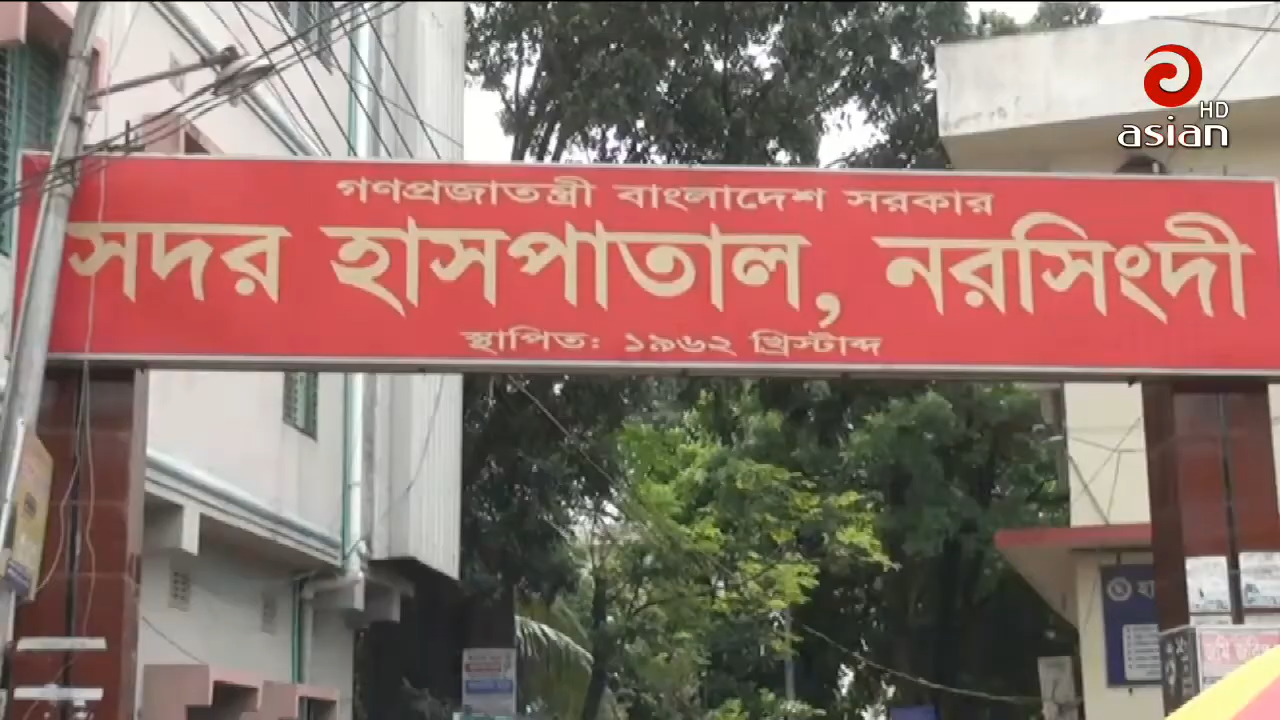 HD
asian
গণপ্রজাতন্ত্রী বাংলাদেশ সরকার
সদর হাসপাতাল, নরসিংদী
স্থাপিতঃ ১৯৬২ খ্রিস্টাব্দ